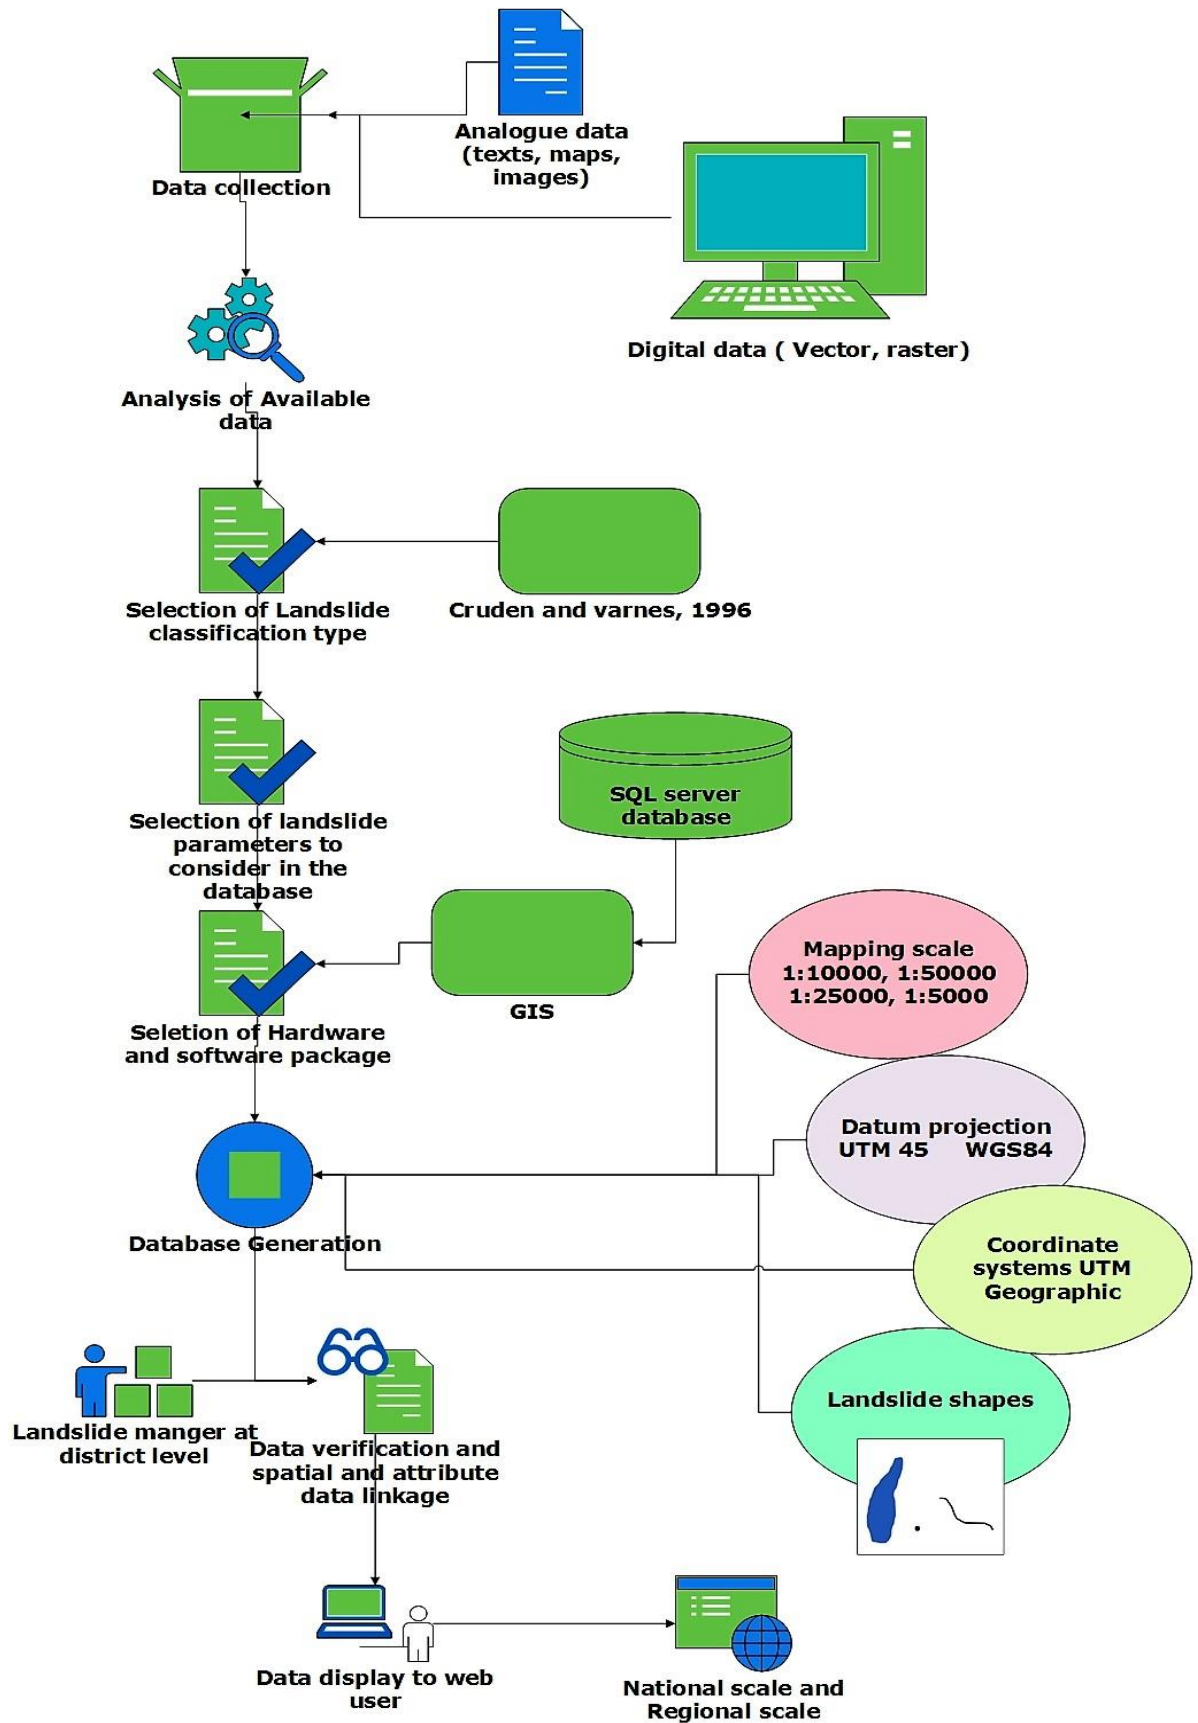 Analogue data
(texts, maps,
images)
Data collection
Digital data ( Vector, raster)
Analysis of Available
data
Selection of Landslide
classification type
Cruden and varnes, 1996
SQL server
database
Selection of landslide
parameters to
consider in the
database
Mapping scale
1:10000, 1:50000
1:25000, 1:5000
GIS
Seletion of Hardware
and software package
Datum projection
UTM 45 WGS84
Database Generation
Coordinate
systems UTM
Geographic
Landslide shapes
Landslide manger at
district level
Data verification and
spatial and attribute
data linkage
Data display to web
user
National scale and
Regional scale